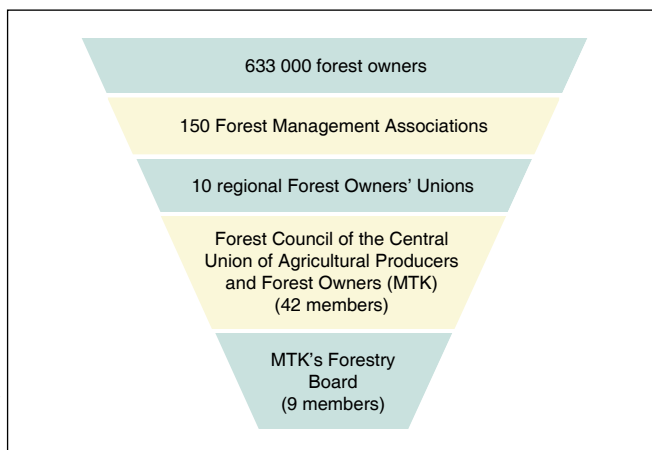 633 000 forest owners
150 Forest Management Associations
10 regional Forest Owners' Unions
Forest Council of the Central
Union of Agricultural Producers
and Forest Owners (MTK)
(42 members)
MTK's Forestry
Board
(9 members)